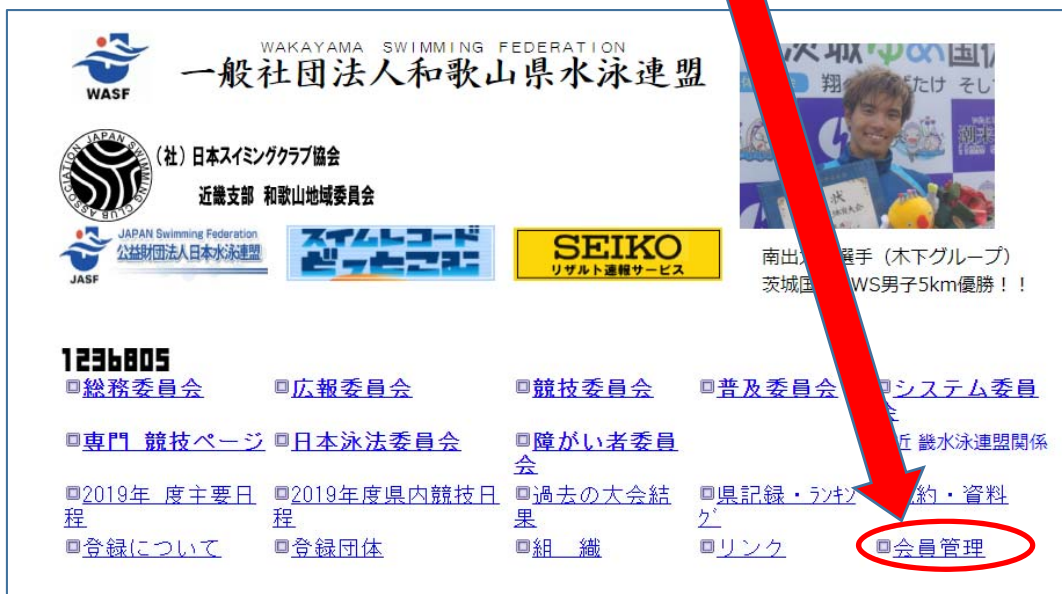 WAKAYAMA SWIMMING FEDERATION
一般社団法人和歌山県水泳連盟
WASF
(社)日本スイミングクラブ協会
近畿支部 和歌山地域委員会
JAPAN SWIMMING CLUB ASSOCIATION
JAPAN Swimming Federation
公益財団法人日本水泳連盟
JASF
スイムレコード
どっちこむ
SEIKO
リザルト速報サービス
南出 選手(木下グループ)
茨城国 WS男子5km優勝!!
1236805
総務委員会 広報委員会 競技委員会 普及委員会 システム委員
会
専門 競技ページ 日本泳法委員会 障がい者委員 近 畿水泳連盟関係
会
2019年 度主要日 2019年度県内競技日 過去の大会結 県記録・ランキン 約・資料
程 程 果 グ
登録について 登録団体 組 織 リンク 会員管理